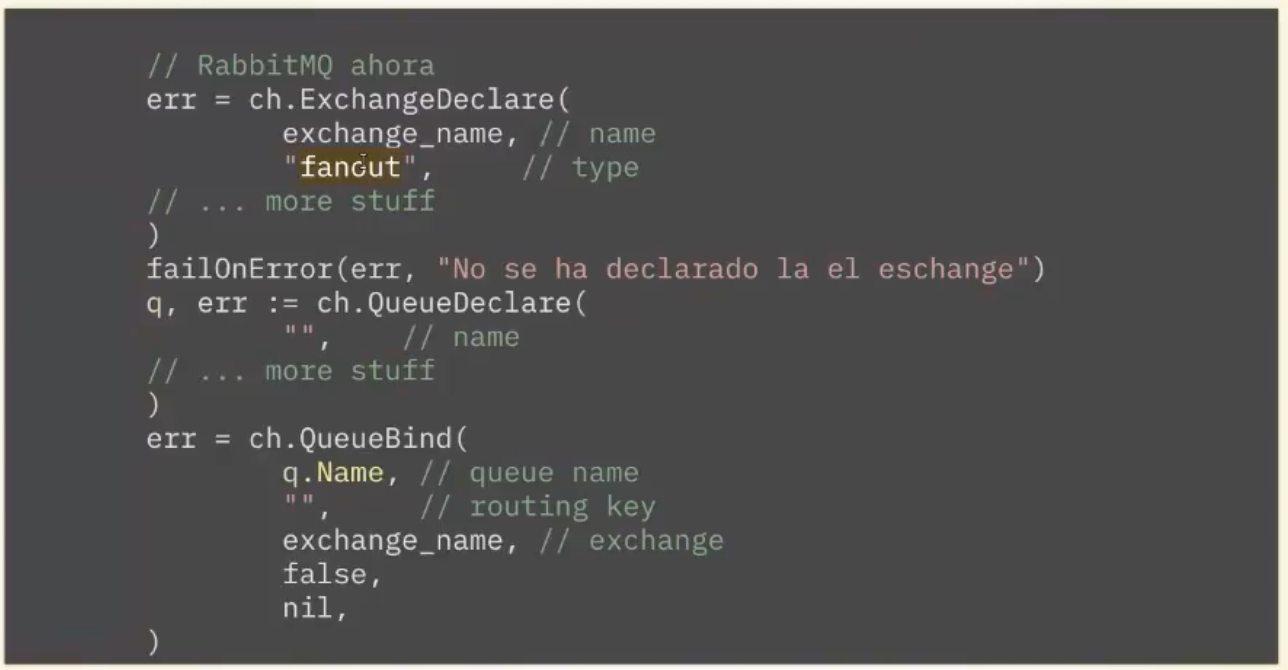 // RabbitMQ ahora
err = ch.ExchangeDeclare(
exchange_name, // name
"fanout", // type
// ... more stuff
)
failOnError(err, "No se ha declarado la el eschange")
q, err := ch.QueueDeclare(
"", // name
// ... more stuff
)
err = ch.QueueBind(
q.Name, // queue name
"", // routing key
exchange_name, // exchange
false,
nil,
)